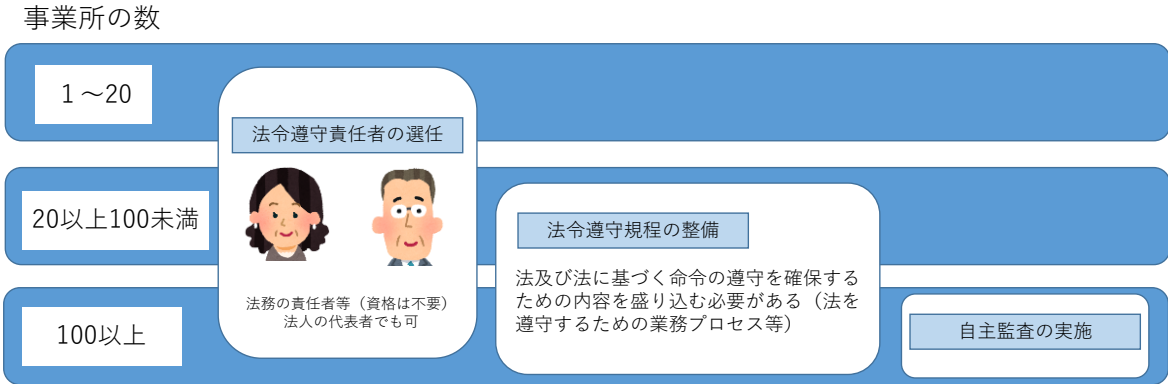 事業所の数
1～20
法令遵守責任者の選任
20以上100未満
法令遵守規程の整備
法及び法に基づく命令の遵守を確保する
ための内容を盛り込む必要がある（法を
遵守するための業務プロセス等）
法務の責任者等（資格は不要）
法人の代表者でも可
100以上
自主監査の実施